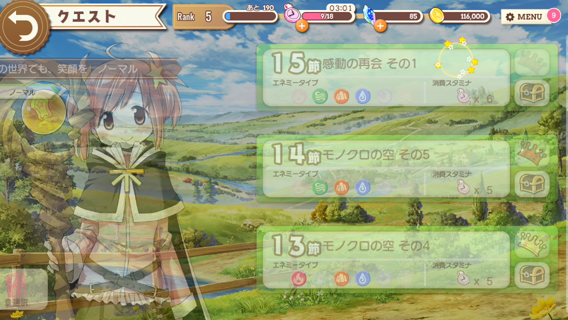 クエスト
Rank 5
あと 190
03:01
9/18
85
116,000
MENU 9
の世界でも、笑顔を ノーマル
ノーマル
15節 感動の再会 その1
エネミータイプ
消費スタミナ
x 6
14節 モノクロの空 その5
エネミータイプ
消費スタミナ
x 5
13節 モノクロの空 その4
エネミータイプ
消費スタミナ
x 5